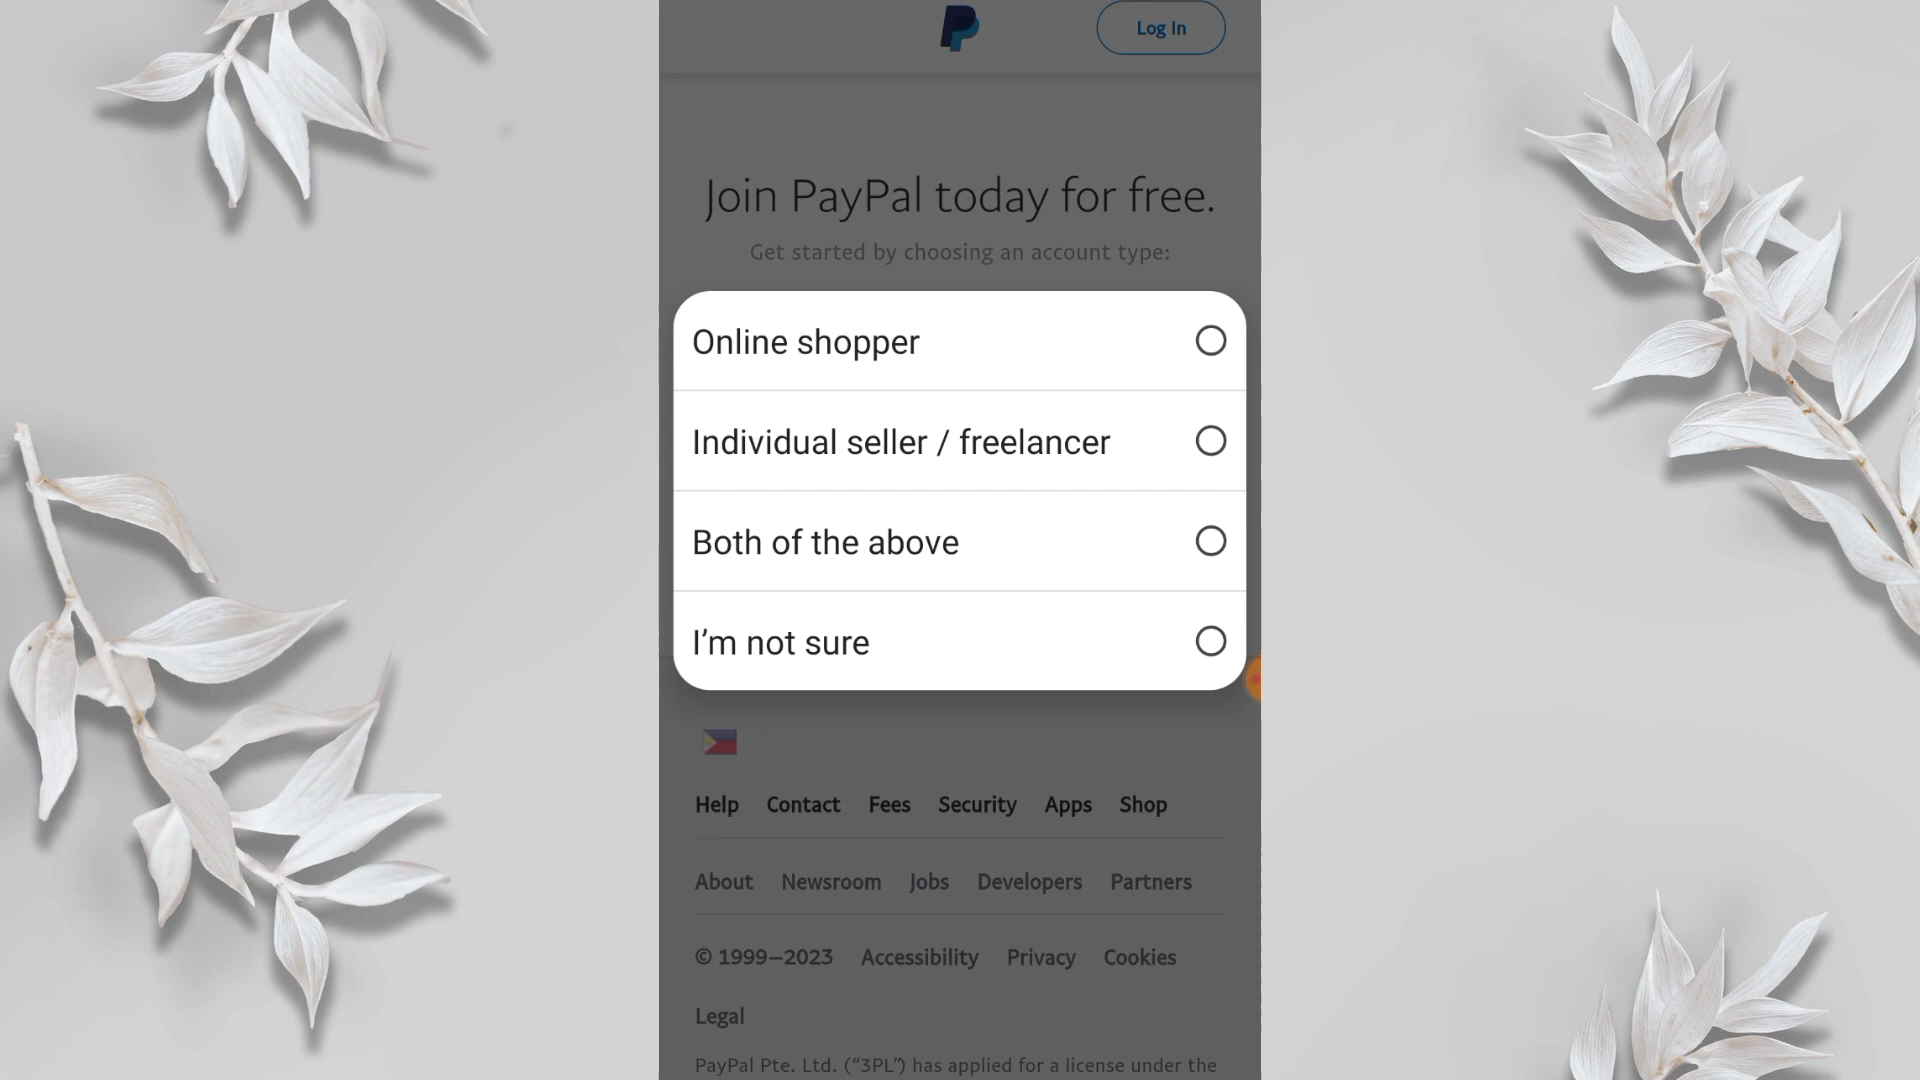 Log In
Join PayPal today for free.
Get started by choosing an account type:
Online shopper
Individual seller / freelancer
Both of the above
I’m not sure
Help Contact Fees Security Apps Shop
About Newsroom Jobs Developers Partners
© 1999–2023 Accessibility Privacy Cookies
Legal
PayPal Pte. Ltd. (“3PL”) has applied for a license under the